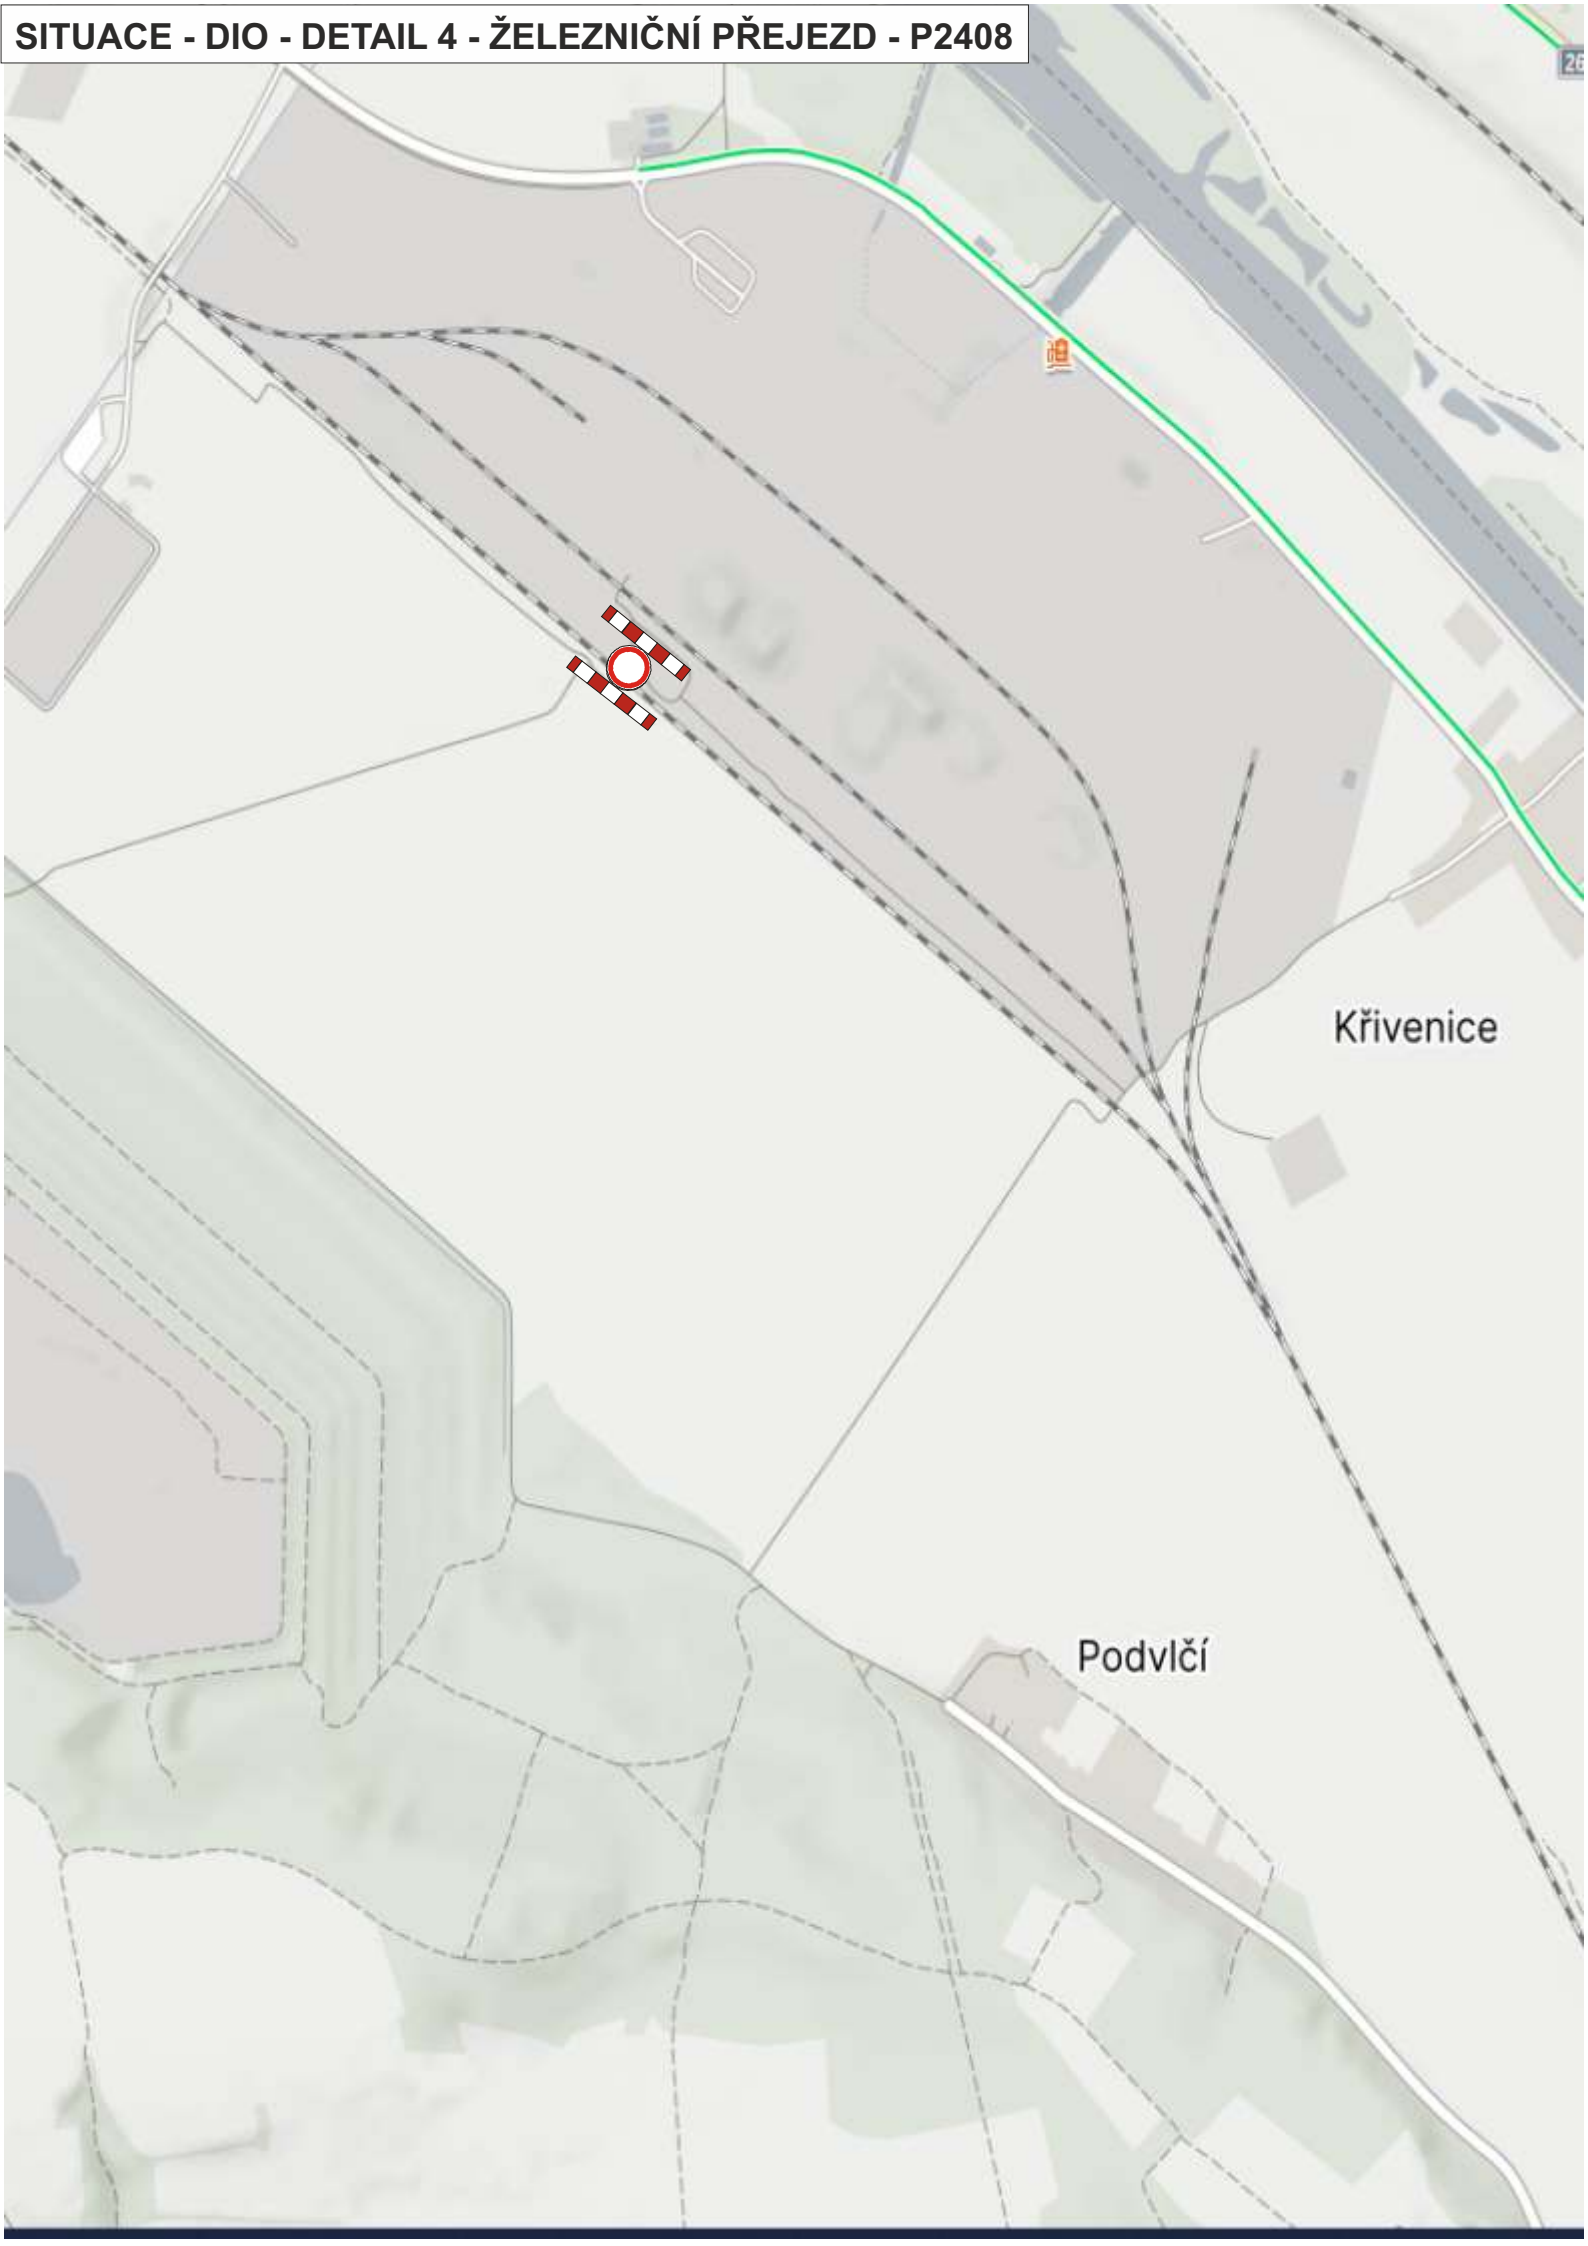 SITUACE - DIO - DETAIL 4 - ŽELEZNIČNÍ PŘEJEZD - P2408
Křivenice
Podvlčí